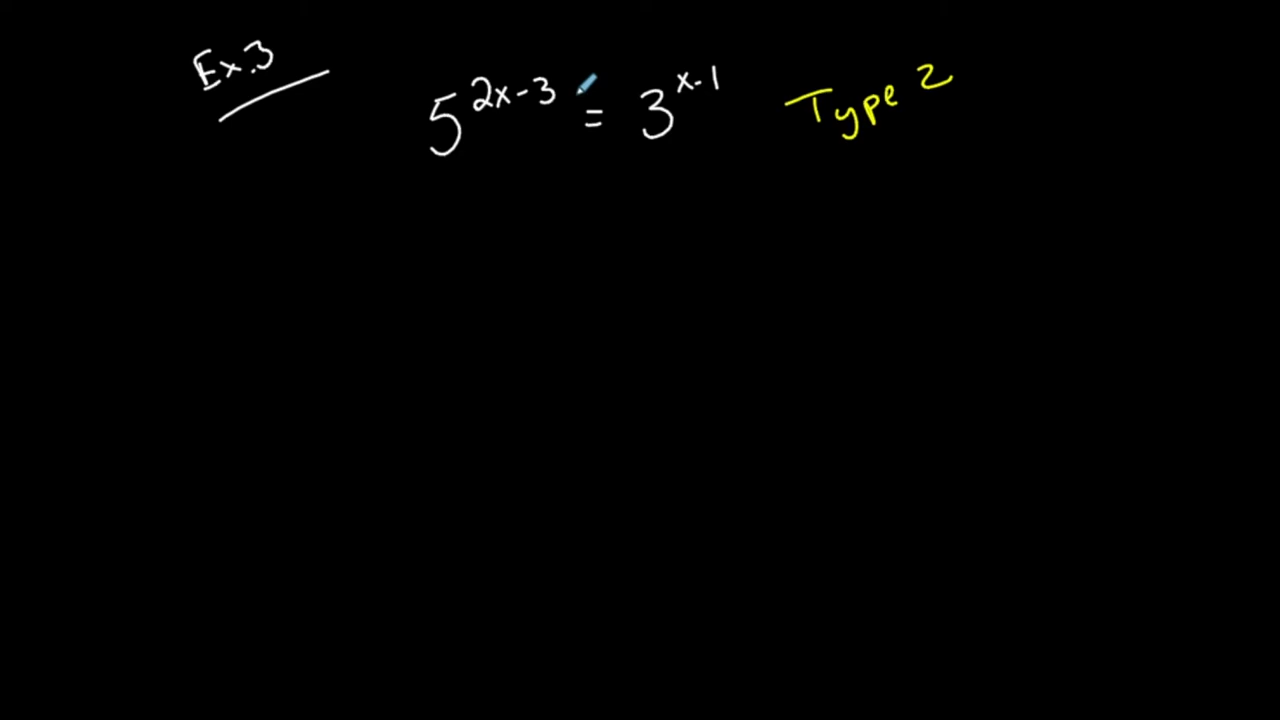 Ex.3
5^{2x-3} = 3^{x-1} Type 2